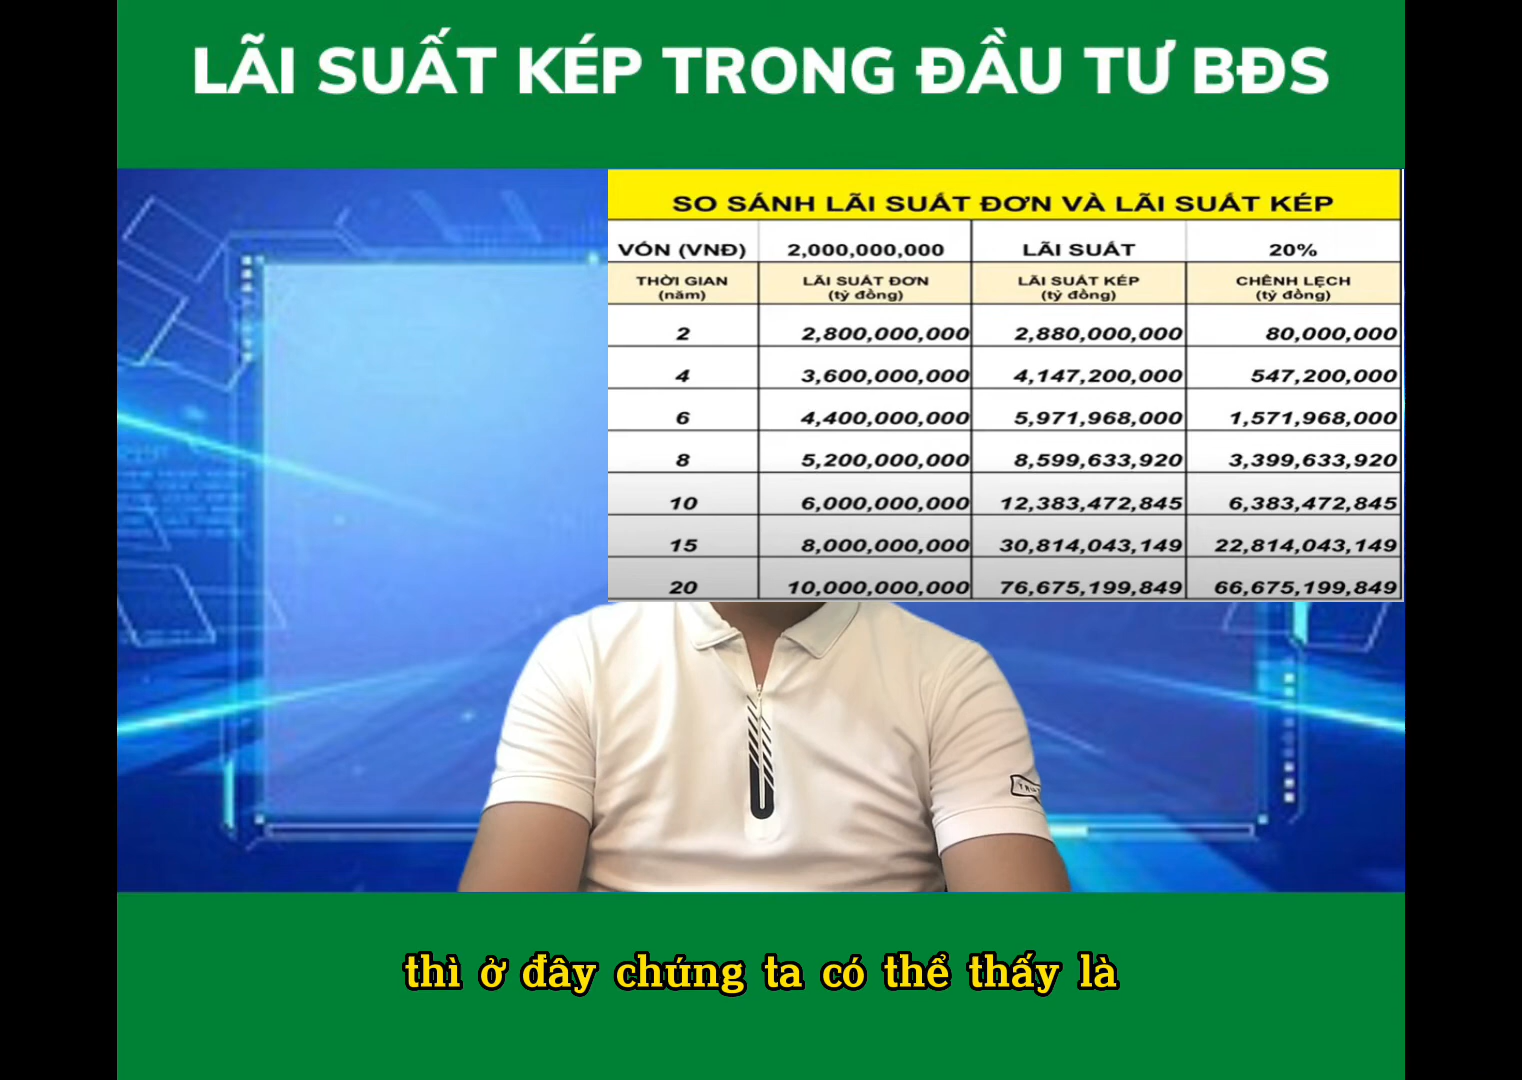 LÃI SUẤT KÉP TRONG ĐẦU TƯ BĐS
SO SÁNH LÃI SUẤT ĐƠN VÀ LÃI SUẤT KÉP
VỐN (VNĐ) 2,000,000,000 LÃI SUẤT 20%
THỜI GIAN (năm) LÃI SUẤT ĐƠN (tỷ đồng) LÃI SUẤT KÉP (tỷ đồng) CHÊNH LỆCH (tỷ đồng)
2 2,800,000,000 2,880,000,000 80,000,000
4 3,600,000,000 4,147,200,000 547,200,000
6 4,400,000,000 5,971,968,000 1,571,968,000
8 5,200,000,000 8,599,633,920 3,399,633,920
10 6,000,000,000 12,383,472,845 6,383,472,845
15 8,000,000,000 30,814,043,149 22,814,043,149
20 10,000,000,000 76,675,199,849 66,675,199,849
thì ở đây chúng ta có thể thấy là